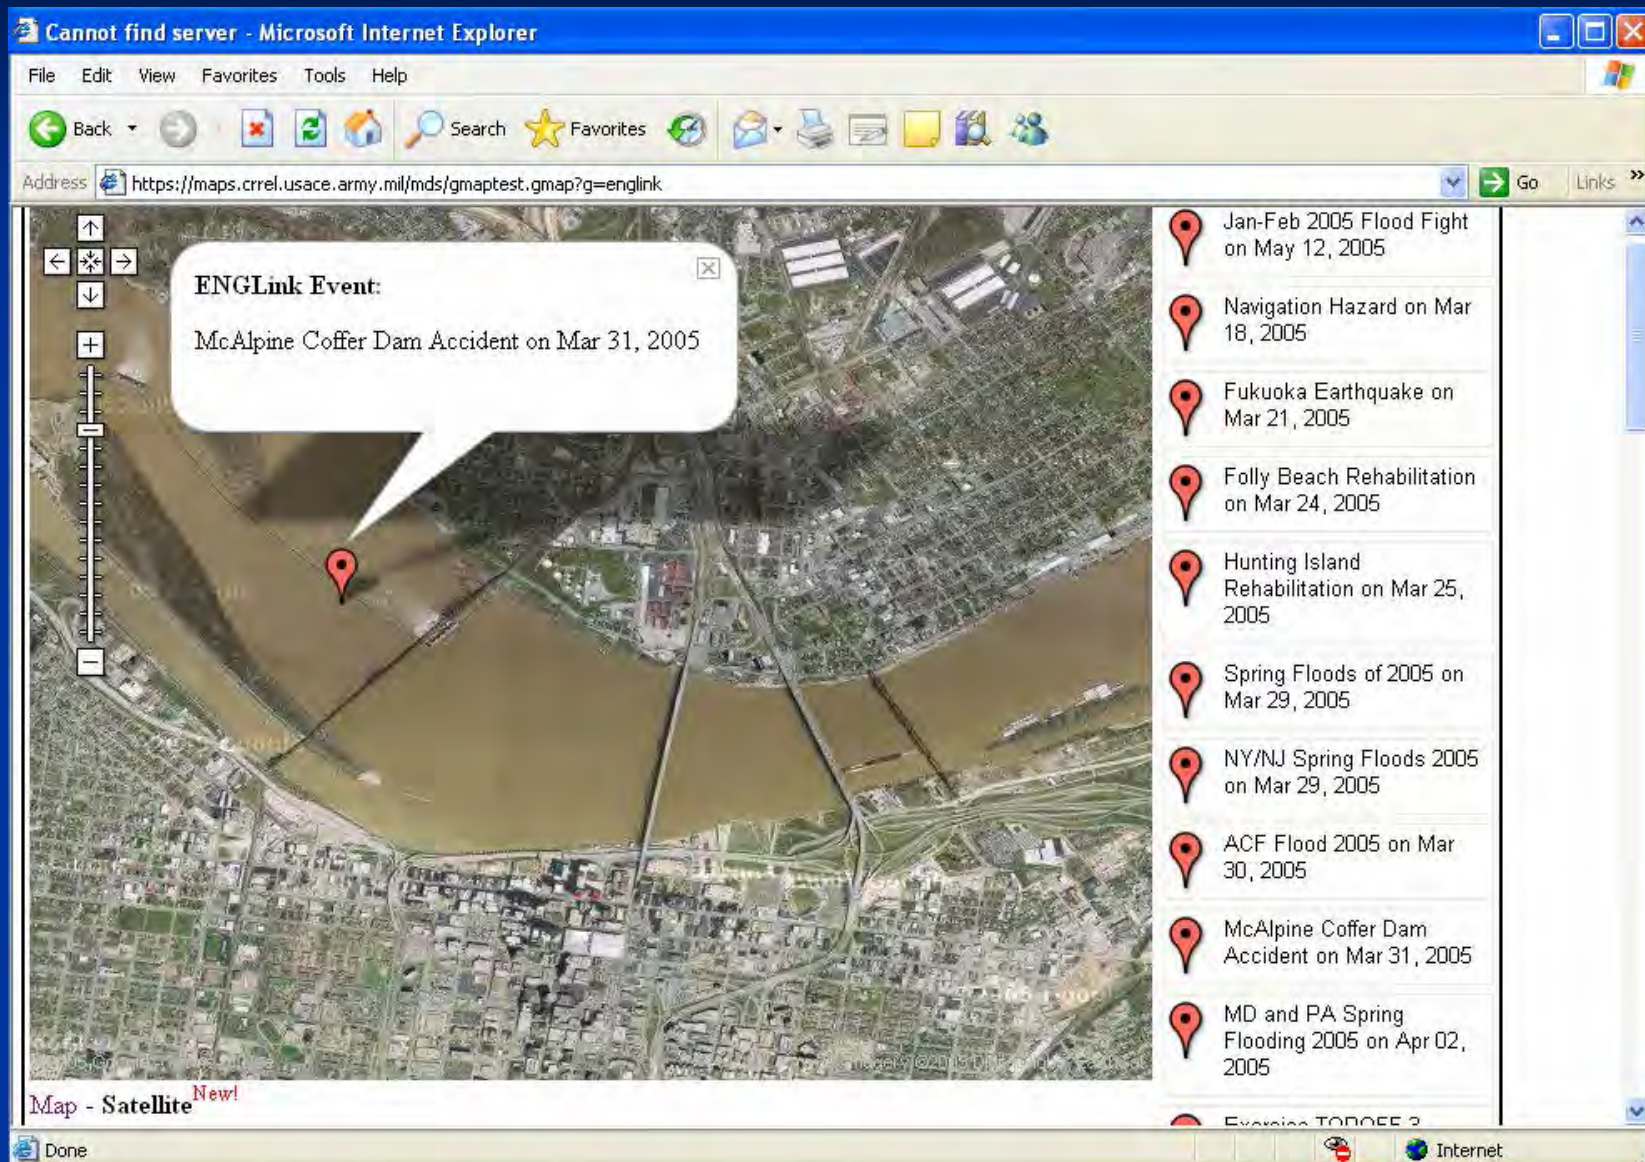 Cannot find server - Microsoft Internet Explorer
File Edit View Favorites Tools Help
Back Search Favorites
Address https://maps.crrel.usace.army.mil/mds/gmaptest.gmap?g=englink Go Links »
ENGLink Event:
McAlpine Coffer Dam Accident on Mar 31, 2005
Jan-Feb 2005 Flood Fight
on May 12, 2005
Navigation Hazard on Mar
18, 2005
Fukuoka Earthquake on
Mar 21, 2005
Folly Beach Rehabilitation
on Mar 24, 2005
Hunting Island
Rehabilitation on Mar 25,
2005
Spring Floods of 2005 on
Mar 29, 2005
NY/NJ Spring Floods 2005
on Mar 29, 2005
ACF Flood 2005 on Mar
30, 2005
McAlpine Coffer Dam
Accident on Mar 31, 2005
MD and PA Spring
Flooding 2005 on Apr 02,
2005
Map - Satellite New!
Done Internet